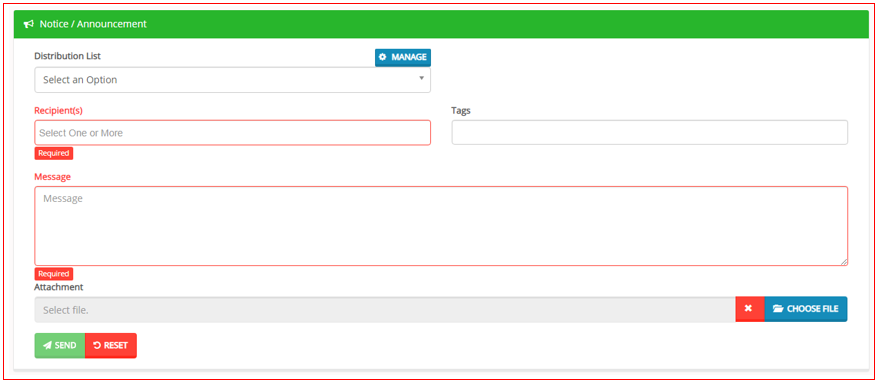 Notice / Announcement
Distribution List
MANAGE
Select an Option
Recipient(s)
Tags
Select One or More
Required
Message
Message
Required
Attachment
Select file.
CHOOSE FILE
SEND RESET